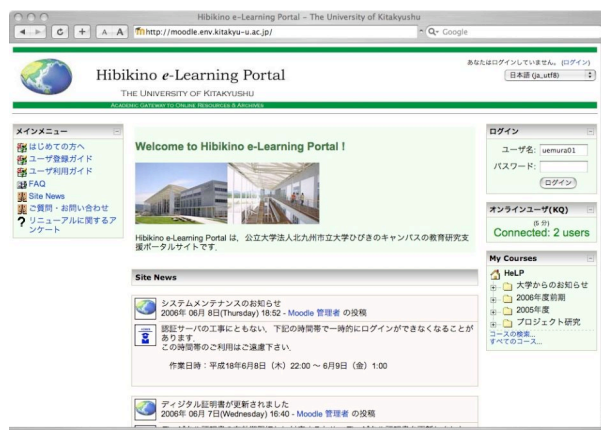 Hibikino e-Learning Portal - The University of Kitakyushu
http://moodle.env.kitakyu-u.ac.jp/
Google
あなたはログインしていません. (ログイン)
日本語 (ja_utf8)
Hibikino e-Learning Portal
THE UNIVERSITY OF KITAKYUSHU
ACADEMIC GATEWAY TO ONLINE RESOURCES & ARCHIVES
メインメニュー
はじめての方へ
ユーザ登録ガイド
ユーザ利用ガイド
FAQ
Site News
ご質問・お問い合わせ
リニューアルに関するア
ンケート
Welcome to Hibikino e-Learning Portal !
Hibikino e-Learning Portal は, 公立大学法人北九州市立大学ひびきのキャンパスの教育研究支
援ポータルサイトです.
Site News
システムメンテナンスのお知らせ
2006年 06月 8日(Thursday) 18:52 - Moodle 管理者 の投稿
認証サーバの工事にともない, 下記の時間帯で一時的にログインができなくなることが
あります.
この時間帯のご利用はご遠慮下さい.
作業日時：平成18年6月8日（木）22:00 ～ 6月9日（金）1:00
ディジタル証明書が更新されました
2006年 06月 7日(Wednesday) 16:40 - Moodle 管理者 の投稿
ログイン
ユーザ名: uemura01
パスワード:
ログイン
オンラインユーザ(KQ)
(5 分)
Connected: 2 users
My Courses
HeLP
大学からのお知らせ
2006年度前期
2005年度
プロジェクト研究
コースの検索...
すべてのコース...